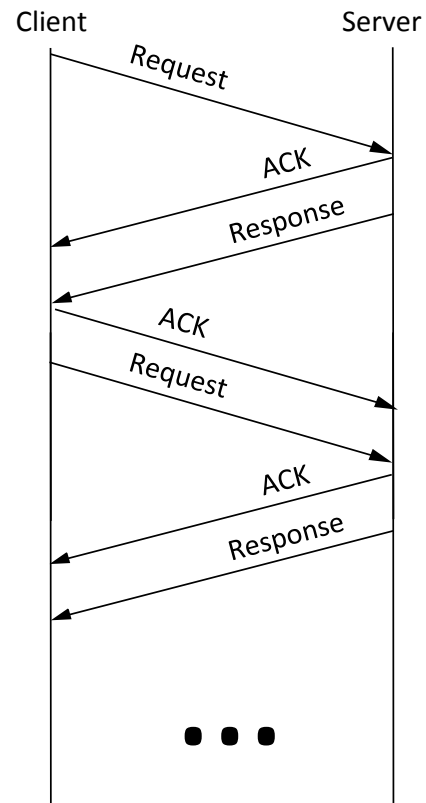 Client Server
Request
ACK
Response
ACK
Request
ACK
Response